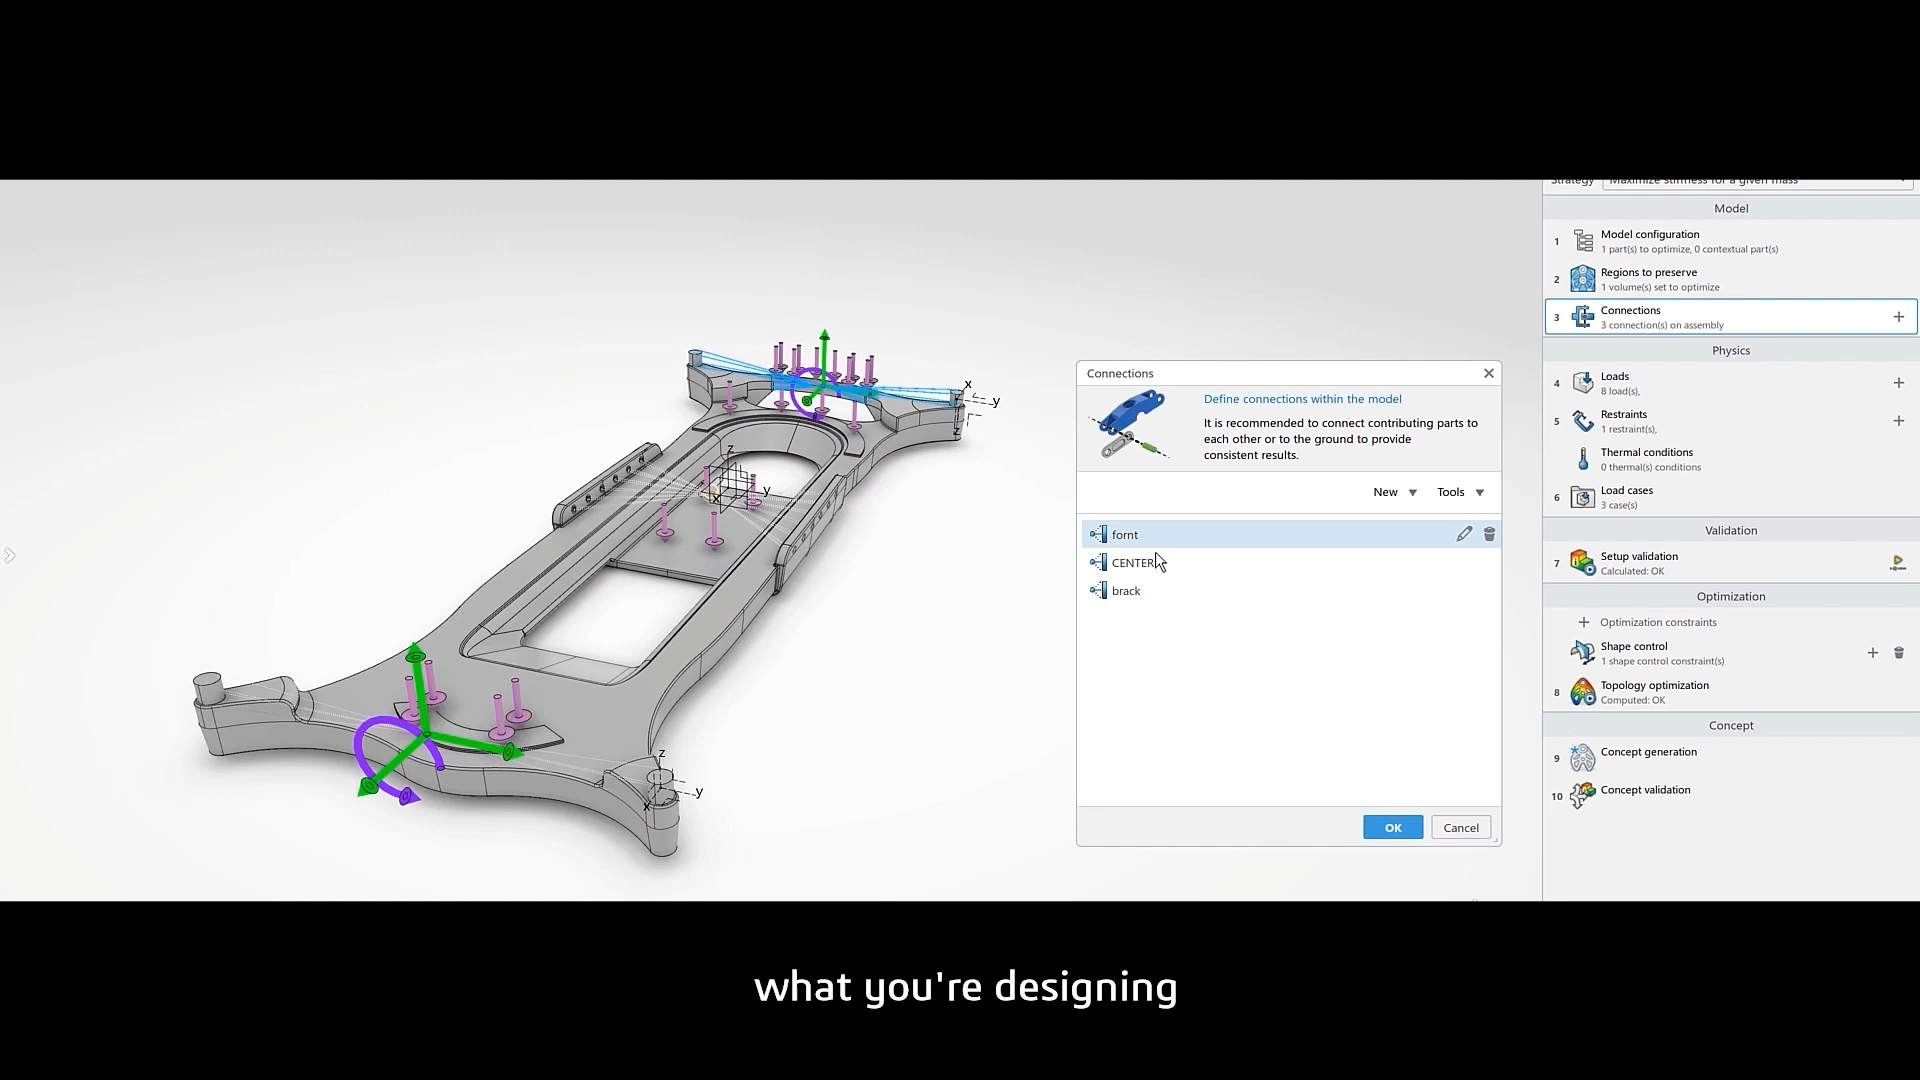 Strategy Maximize stiffness for a given mass
Model
1 Model configuration
1 part(s) to optimize, 0 contextual part(s)
2 Regions to preserve
1 volume(s) set to optimize
3 Connections
3 connection(s) on assembly
Physics
4 Loads
8 load(s),
5 Restraints
1 restraint(s),
Thermal conditions
0 thermal(s) conditions
6 Load cases
3 case(s)
Validation
7 Setup validation
Calculated: OK
Optimization
Optimization constraints
Shape control
1 shape control constraint(s)
8 Topology optimization
Computed: OK
Concept
9 Concept generation
10 Concept validation
Connections
Define connections within the model
It is recommended to connect contributing parts to
each other or to the ground to provide
consistent results.
New Tools
fornt
CENTER
brack
OK Cancel
x
y
z
z
y
x
z
y
x
what you're designing